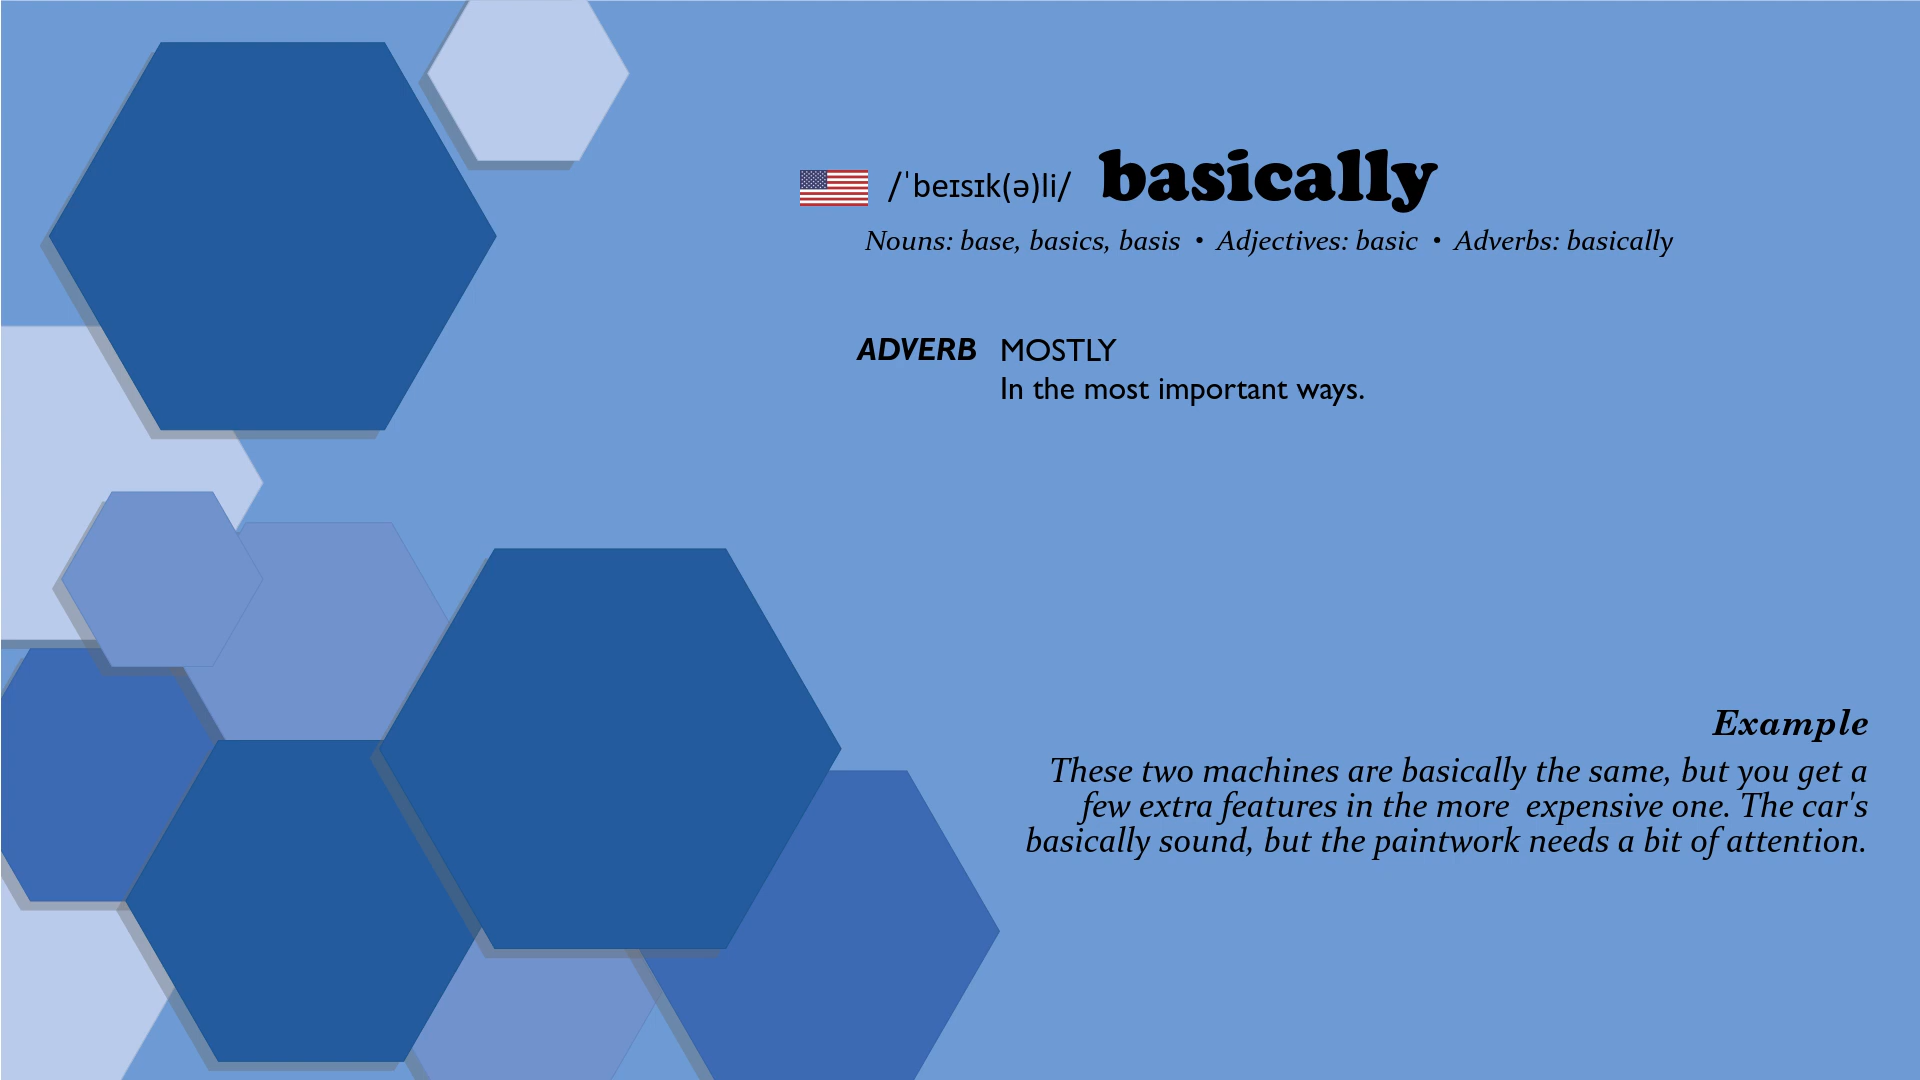 /ˈbeɪsɪk(ə)li/ basically
Nouns: base, basics, basis • Adjectives: basic • Adverbs: basically
ADVERB MOSTLY
In the most important ways.
Example
These two machines are basically the same, but you get a
few extra features in the more  expensive one. The car's
basically sound, but the paintwork needs a bit of attention.